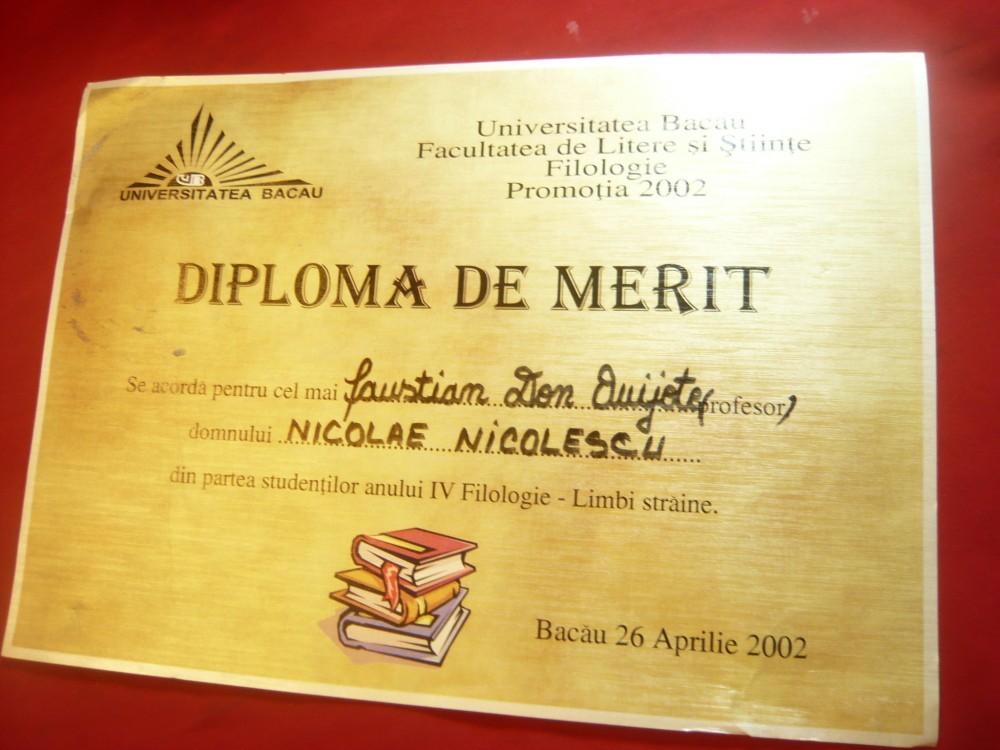 UNIVERSITATEA BACAU
Universitatea Bacau
Facultatea de Litere și Științe
Filologie
Promoția 2002
DIPLOMA DE MERIT
Se acordă pentru cel mai faustian Don Quijote (profesor)
domnului NICOLAE NICOLESCU
din partea studenților anului IV Filologie - Limbi străine.
Bacău 26 Aprilie 2002